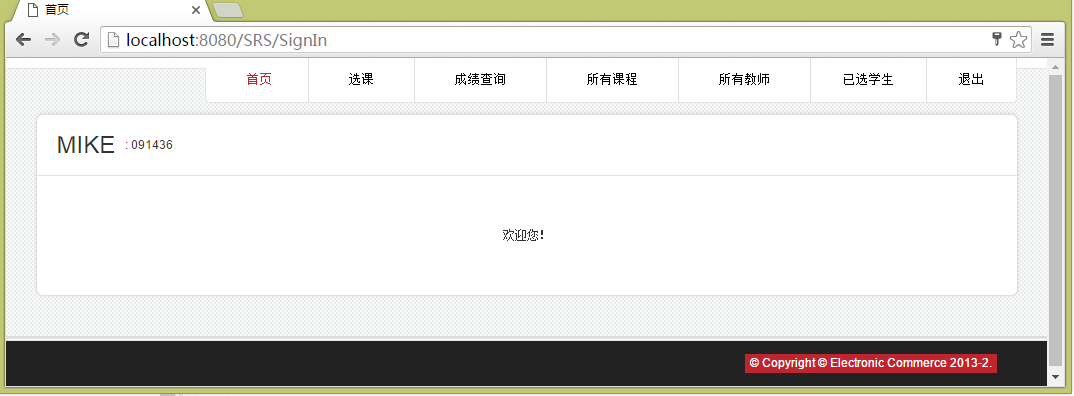 首页
localhost:8080/SRS/SignIn
首页 选课 成绩查询 所有课程 所有教师 已选学生 退出
MIKE : 091436
欢迎您!
© Copyright © Electronic Commerce 2013-2.